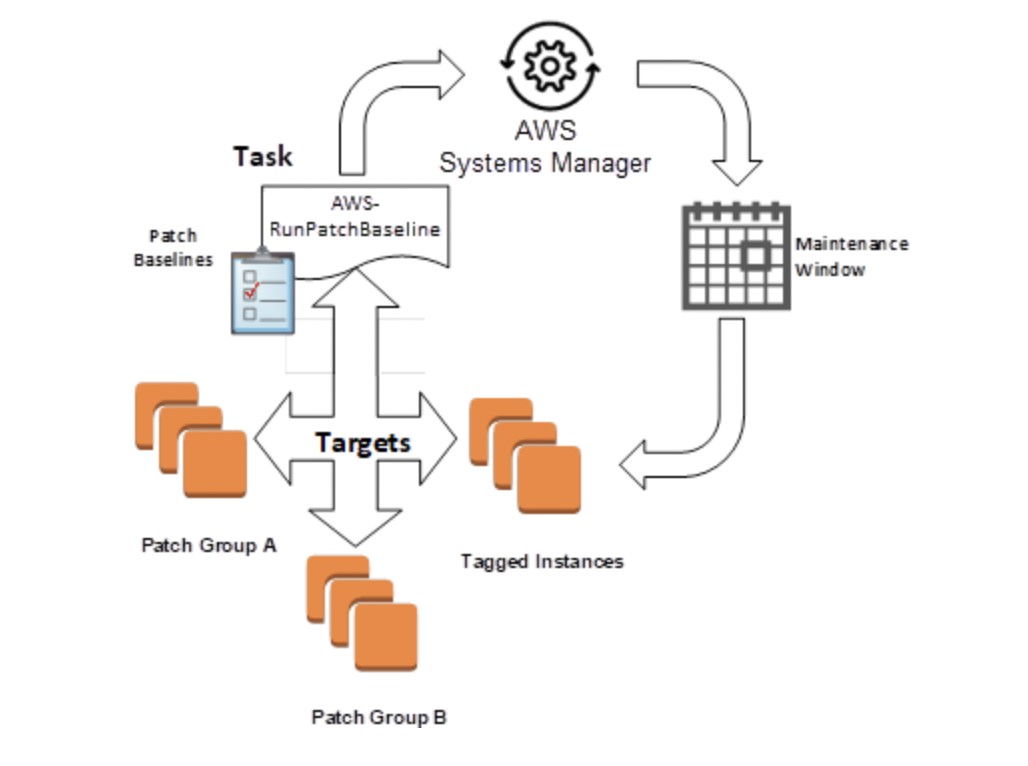 AWS
Systems Manager
Task
AWS-
RunPatchBaseline
Patch
Baselines
Maintenance
Window
Targets
Patch Group A
Tagged Instances
Patch Group B